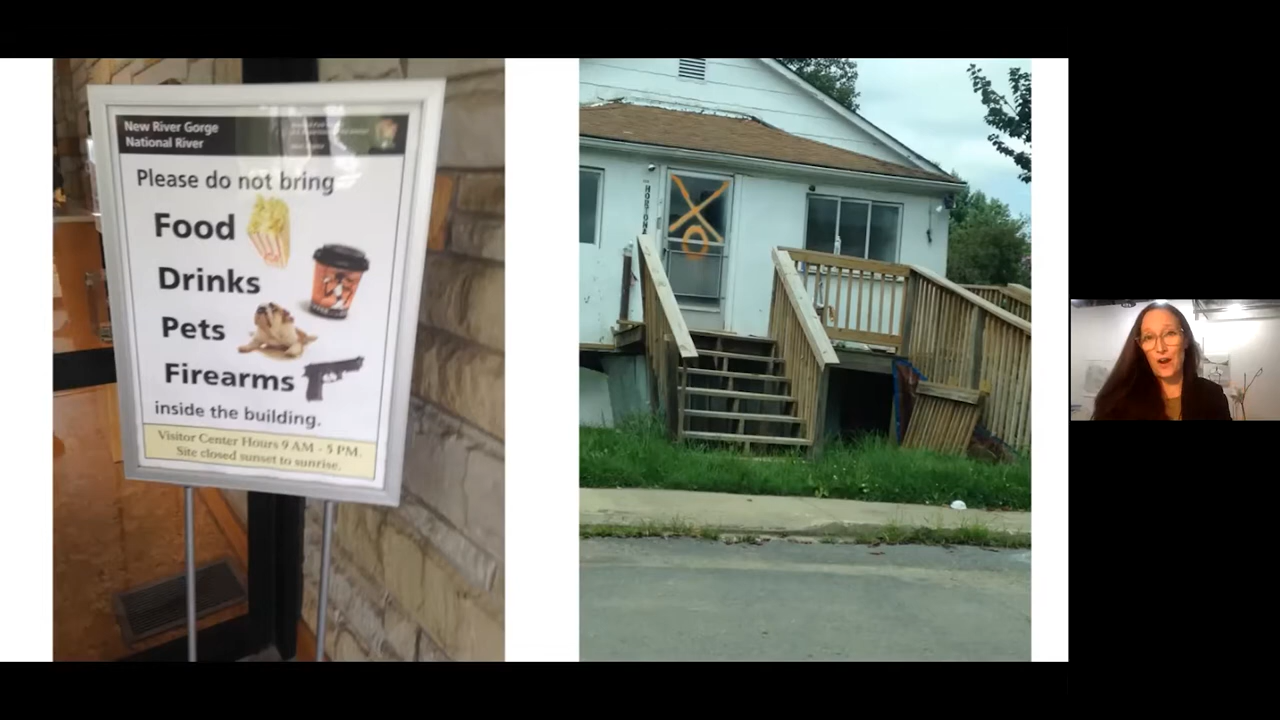 New River Gorge
National River
Please do not bring
Food
Drinks
Pets
Firearms
inside the building.
Visitor Center Hours 9 AM - 5 PM.
Site closed sunset to sunrise.
XO